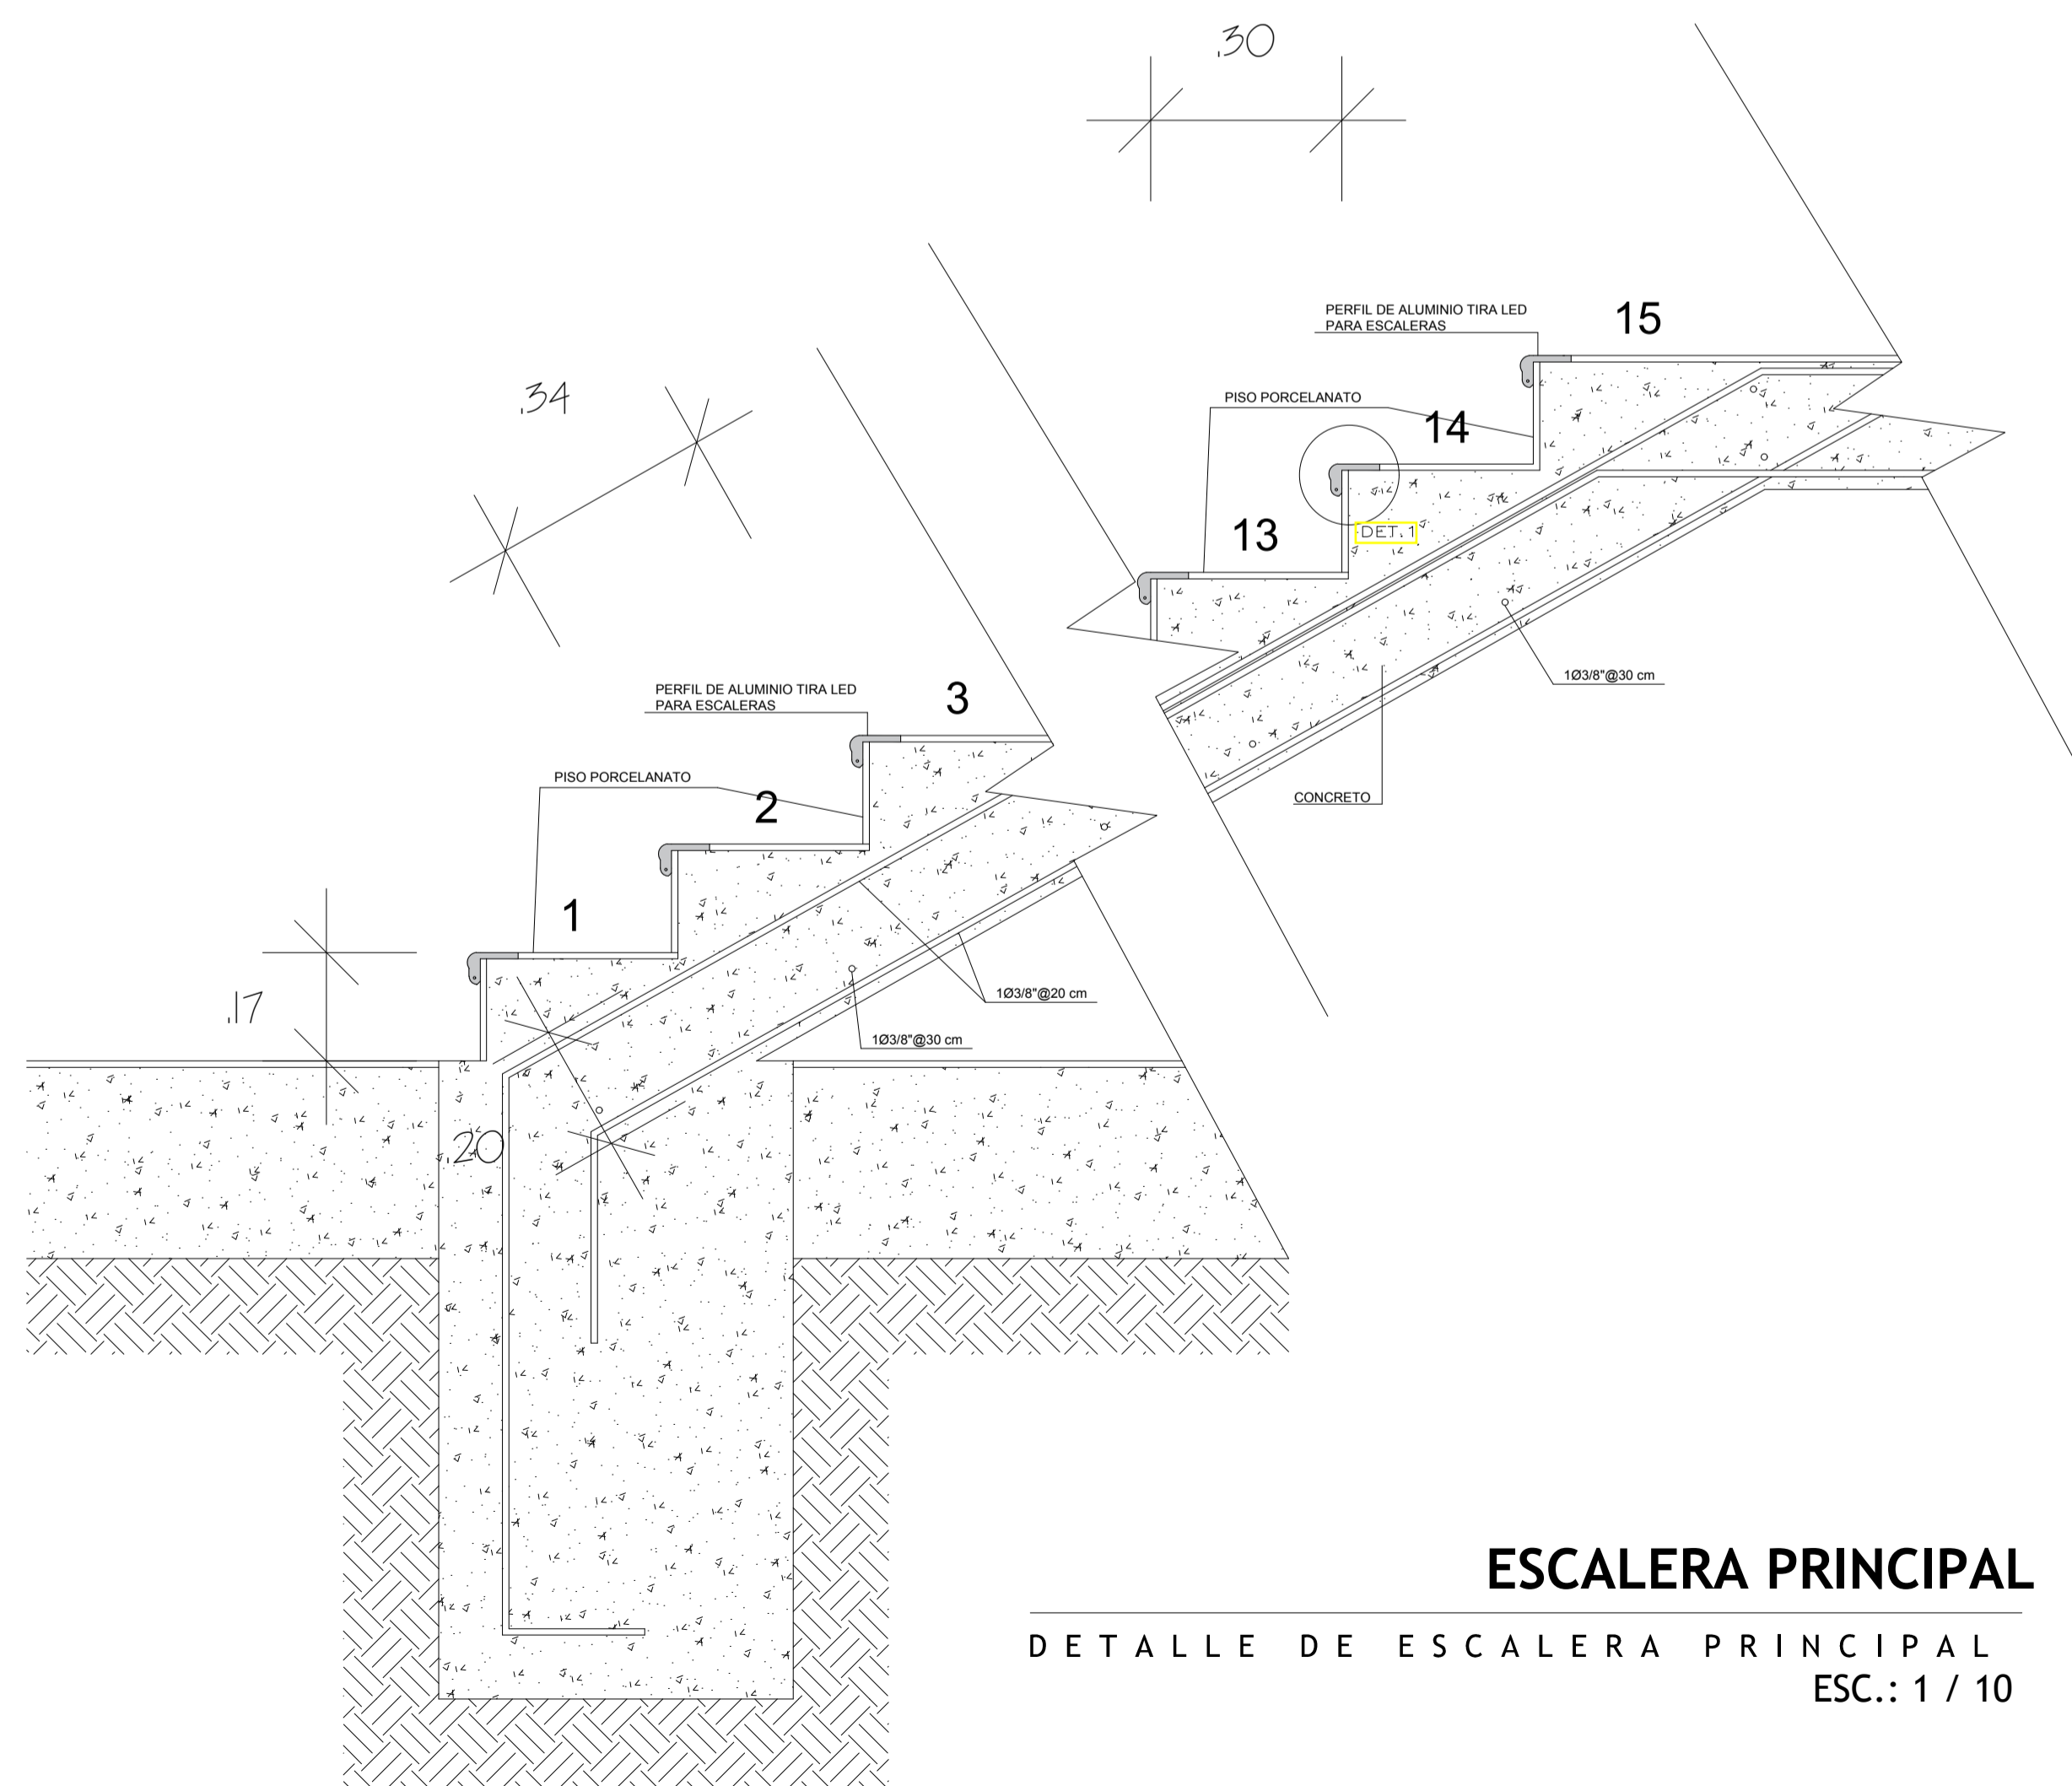 .30
PERFIL DE ALUMINIO TIRA LED
PARA ESCALERAS
15
PISO PORCELANATO
14
.34
13
DET. 1
1Ø3/8"@30 cm
PERFIL DE ALUMINIO TIRA LED
PARA ESCALERAS
3
PISO PORCELANATO
2
CONCRETO
1
.17
1Ø3/8"@20 cm
1Ø3/8"@30 cm
.20
ESCALERA PRINCIPAL
DETALLE DE ESCALERA PRINCIPAL
ESC.: 1 / 10